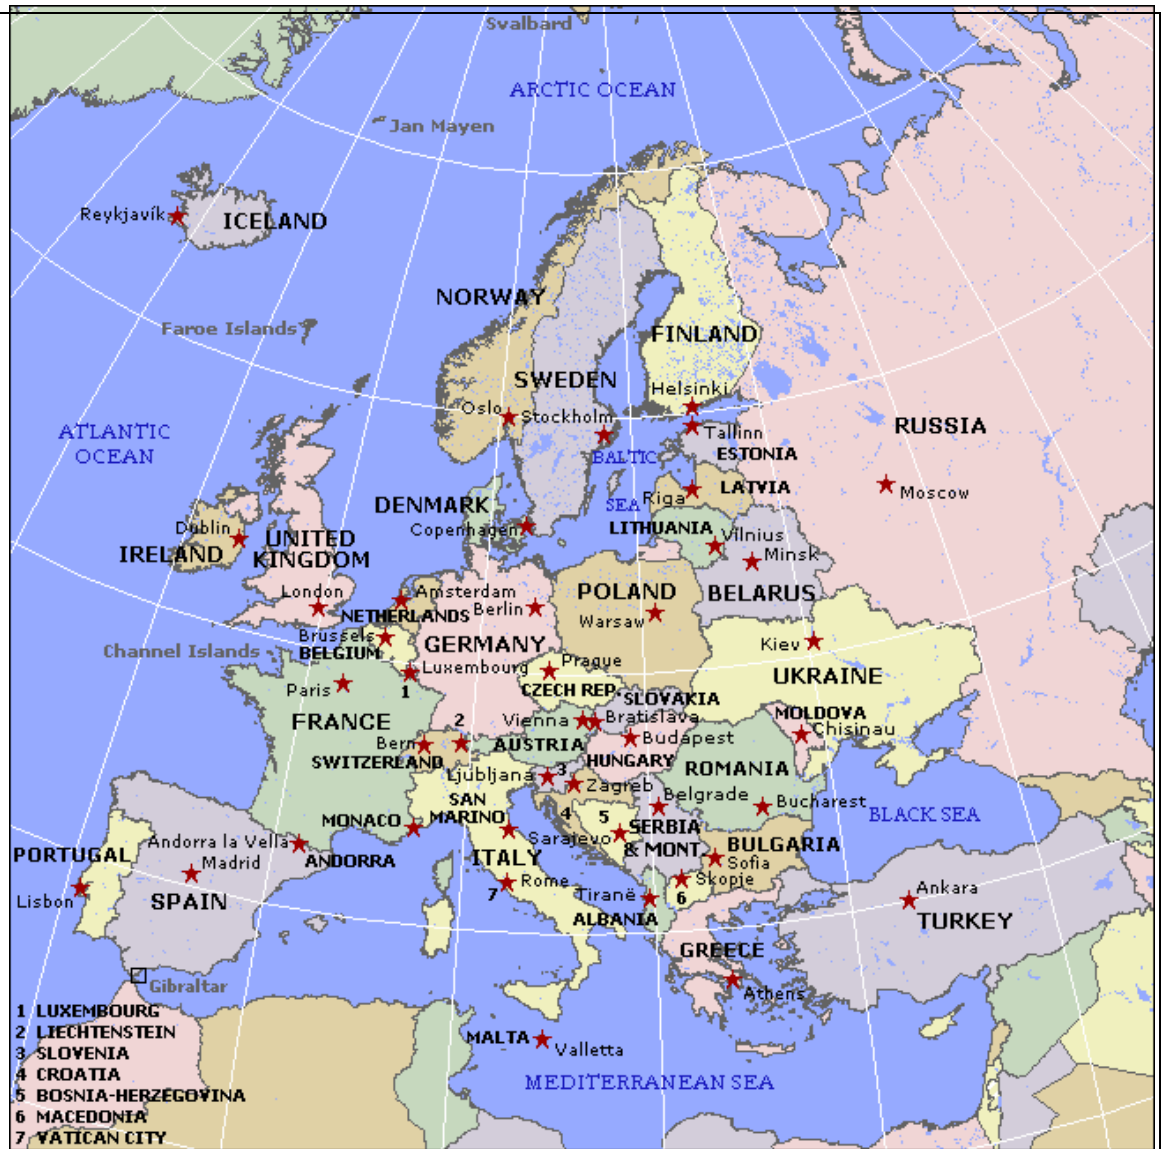 Svalbard
ARCTIC OCEAN
Jan Mayen
Reykjavík
ICELAND
NORWAY
Faroe Islands
FINLAND
SWEDEN
Helsinki
Oslo
Stockholm
ATLANTIC
OCEAN
RUSSIA
Tallinn
ESTONIA
BALTIC
SEA
Riga
LATVIA
Moscow
DENMARK
Copenhagen
LITHUANIA
Vilnius
Minsk
Dublin
IRELAND
UNITED
KINGDOM
London
Amsterdam
NETHERLANDS
Berlin
POLAND
Warsaw
BELARUS
Brussels
BELGIUM
GERMANY
Kiev
UKRAINE
Channel Islands
Luxembourg
1
Prague
CZECH REP.
Paris
FRANCE
SLOVAKIA
2
Vienna
Bratislava
MOLDOVA
Chisinau
Bern
SWITZERLAND
AUSTRIA
Budapest
HUNGARY
Ljubljana
3
Zagreb
ROMANIA
SAN
MARINO
4
5
Belgrade
Bucharest
BLACK SEA
MONACO
Sarajevo
SERBIA
& MONT.
BULGARIA
Andorra la Vella
ANDORRA
ITALY
Sofia
PORTUGAL
Madrid
Lisbon
SPAIN
Rome
7
Skopje
6
Tiranë
ALBANIA
Ankara
TURKEY
GREECE
Athens
Gibraltar
MALTA
Valletta
MEDITERRANEAN SEA
1 LUXEMBOURG
2 LIECHTENSTEIN
3 SLOVENIA
4 CROATIA
5 BOSNIA-HERZEGOVINA
6 MACEDONIA
7 VATICAN CITY